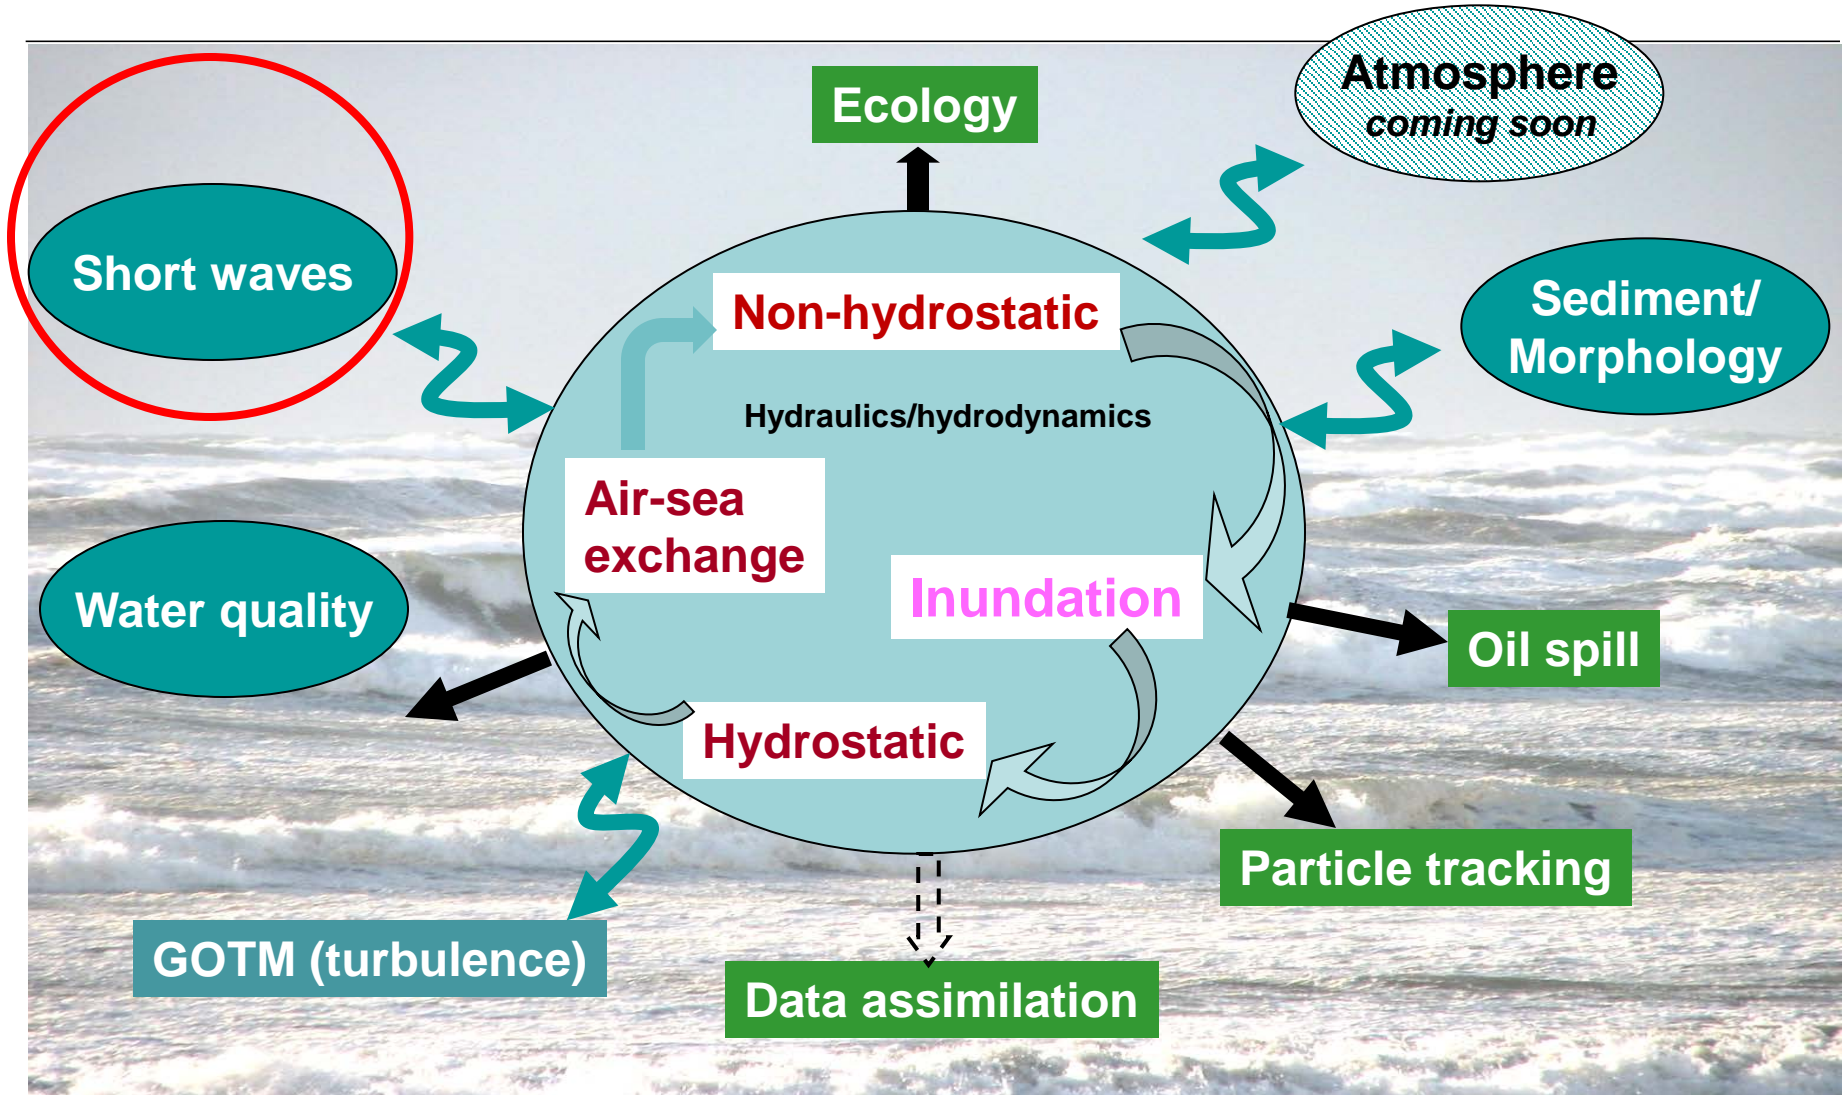 Atmosphere
coming soon
Ecology
Short waves
Sediment/
Morphology
Non-hydrostatic
Hydraulics/hydrodynamics
Air-sea
exchange
Water quality
Inundation
Oil spill
Hydrostatic
Particle tracking
GOTM (turbulence)
Data assimilation